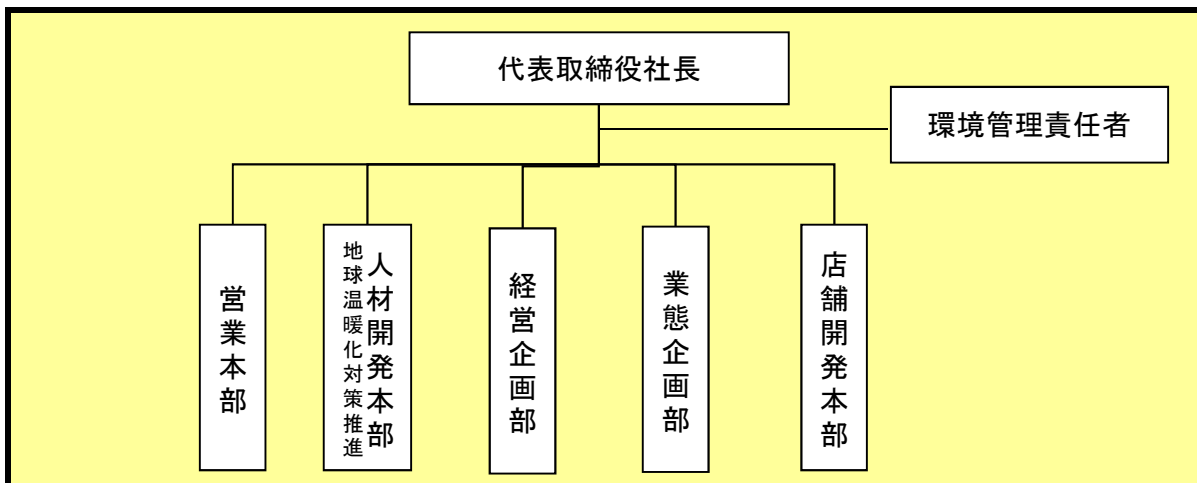 代表取締役社長
環境管理責任者
営業本部
人材開発本部
地球温暖化対策推進
経営企画部
業態企画部
店舗開発本部